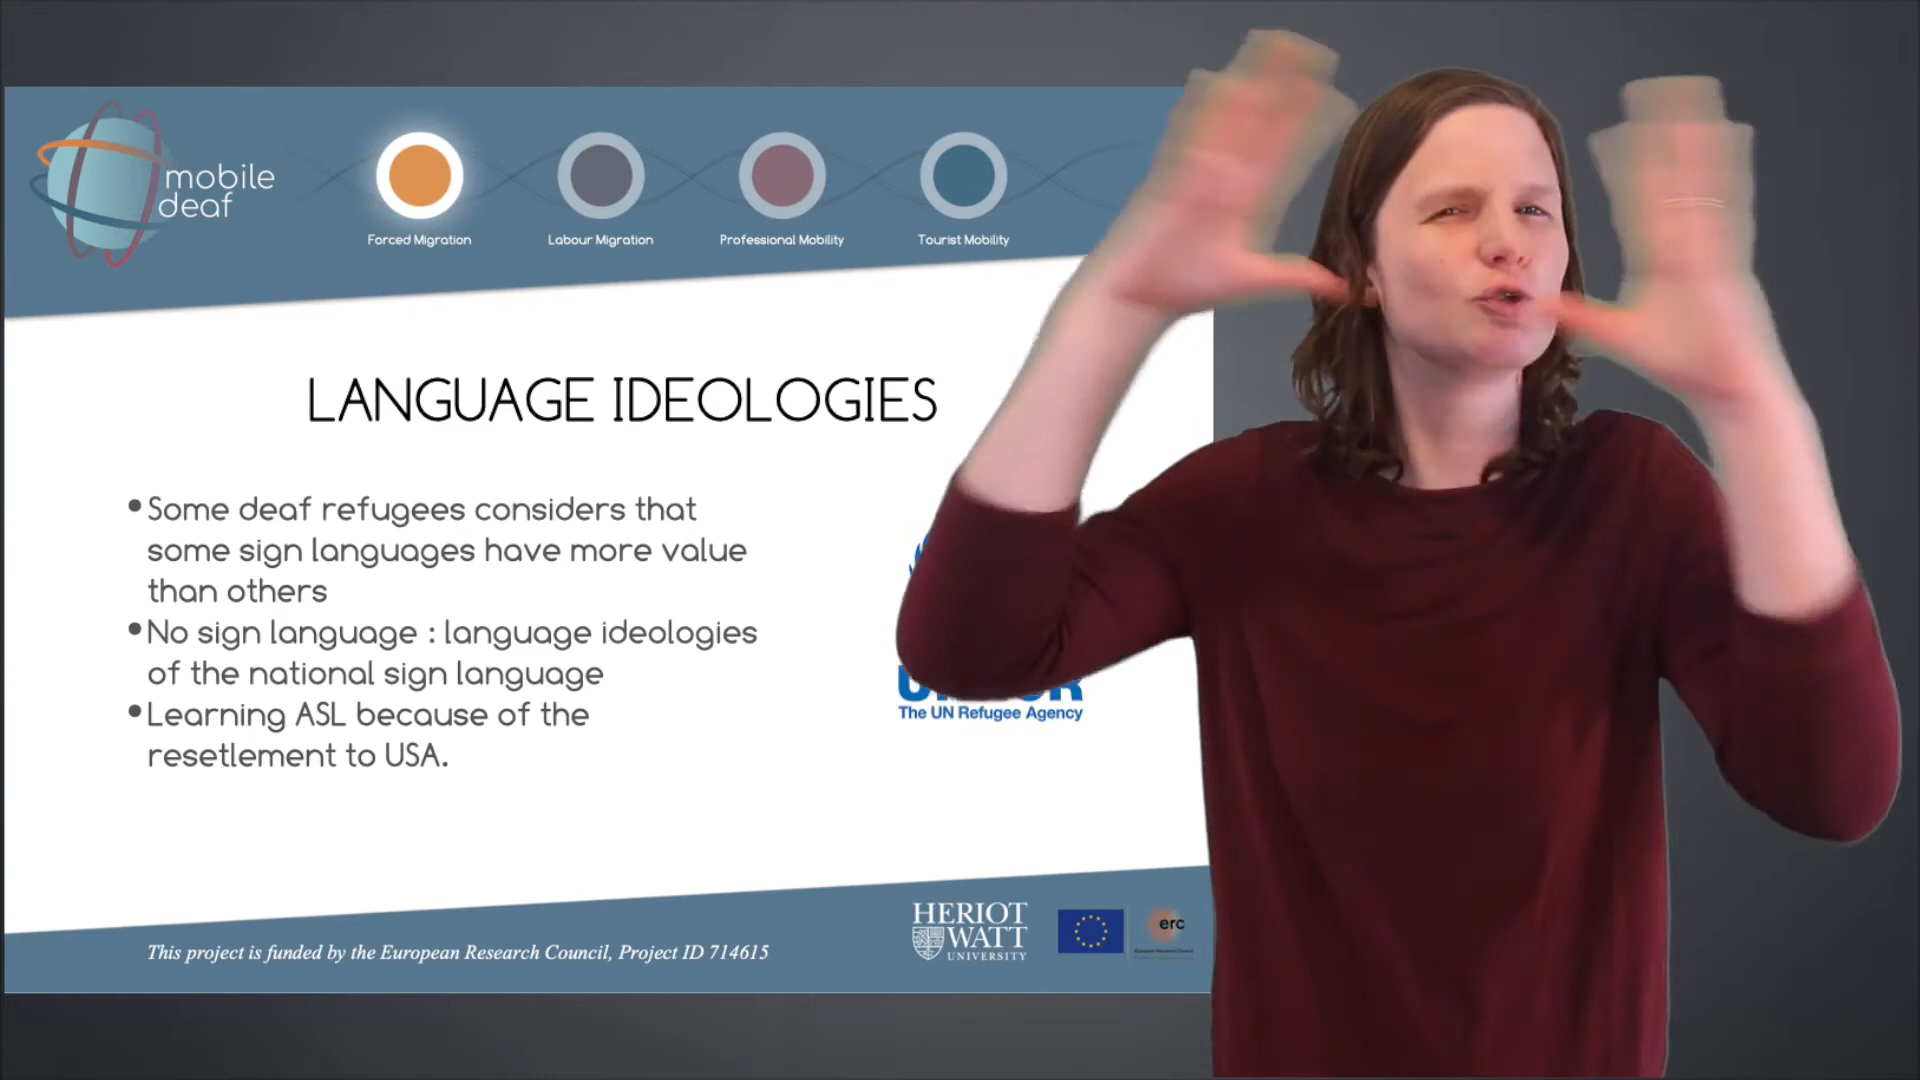 mobile
deaf
Forced Migration
Labour Migration
Professional Mobility
Tourist Mobility
LANGUAGE IDEOLOGIES
•Some deaf refugees considers that
some sign languages have more value
than others
•No sign language : language ideologies
of the national sign language
•Learning ASL because of the
resetlement to USA.
The UN Refugee Agency
This project is funded by the European Research Council, Project ID 714615
HERIOT
WATT
UNIVERSITY
erc